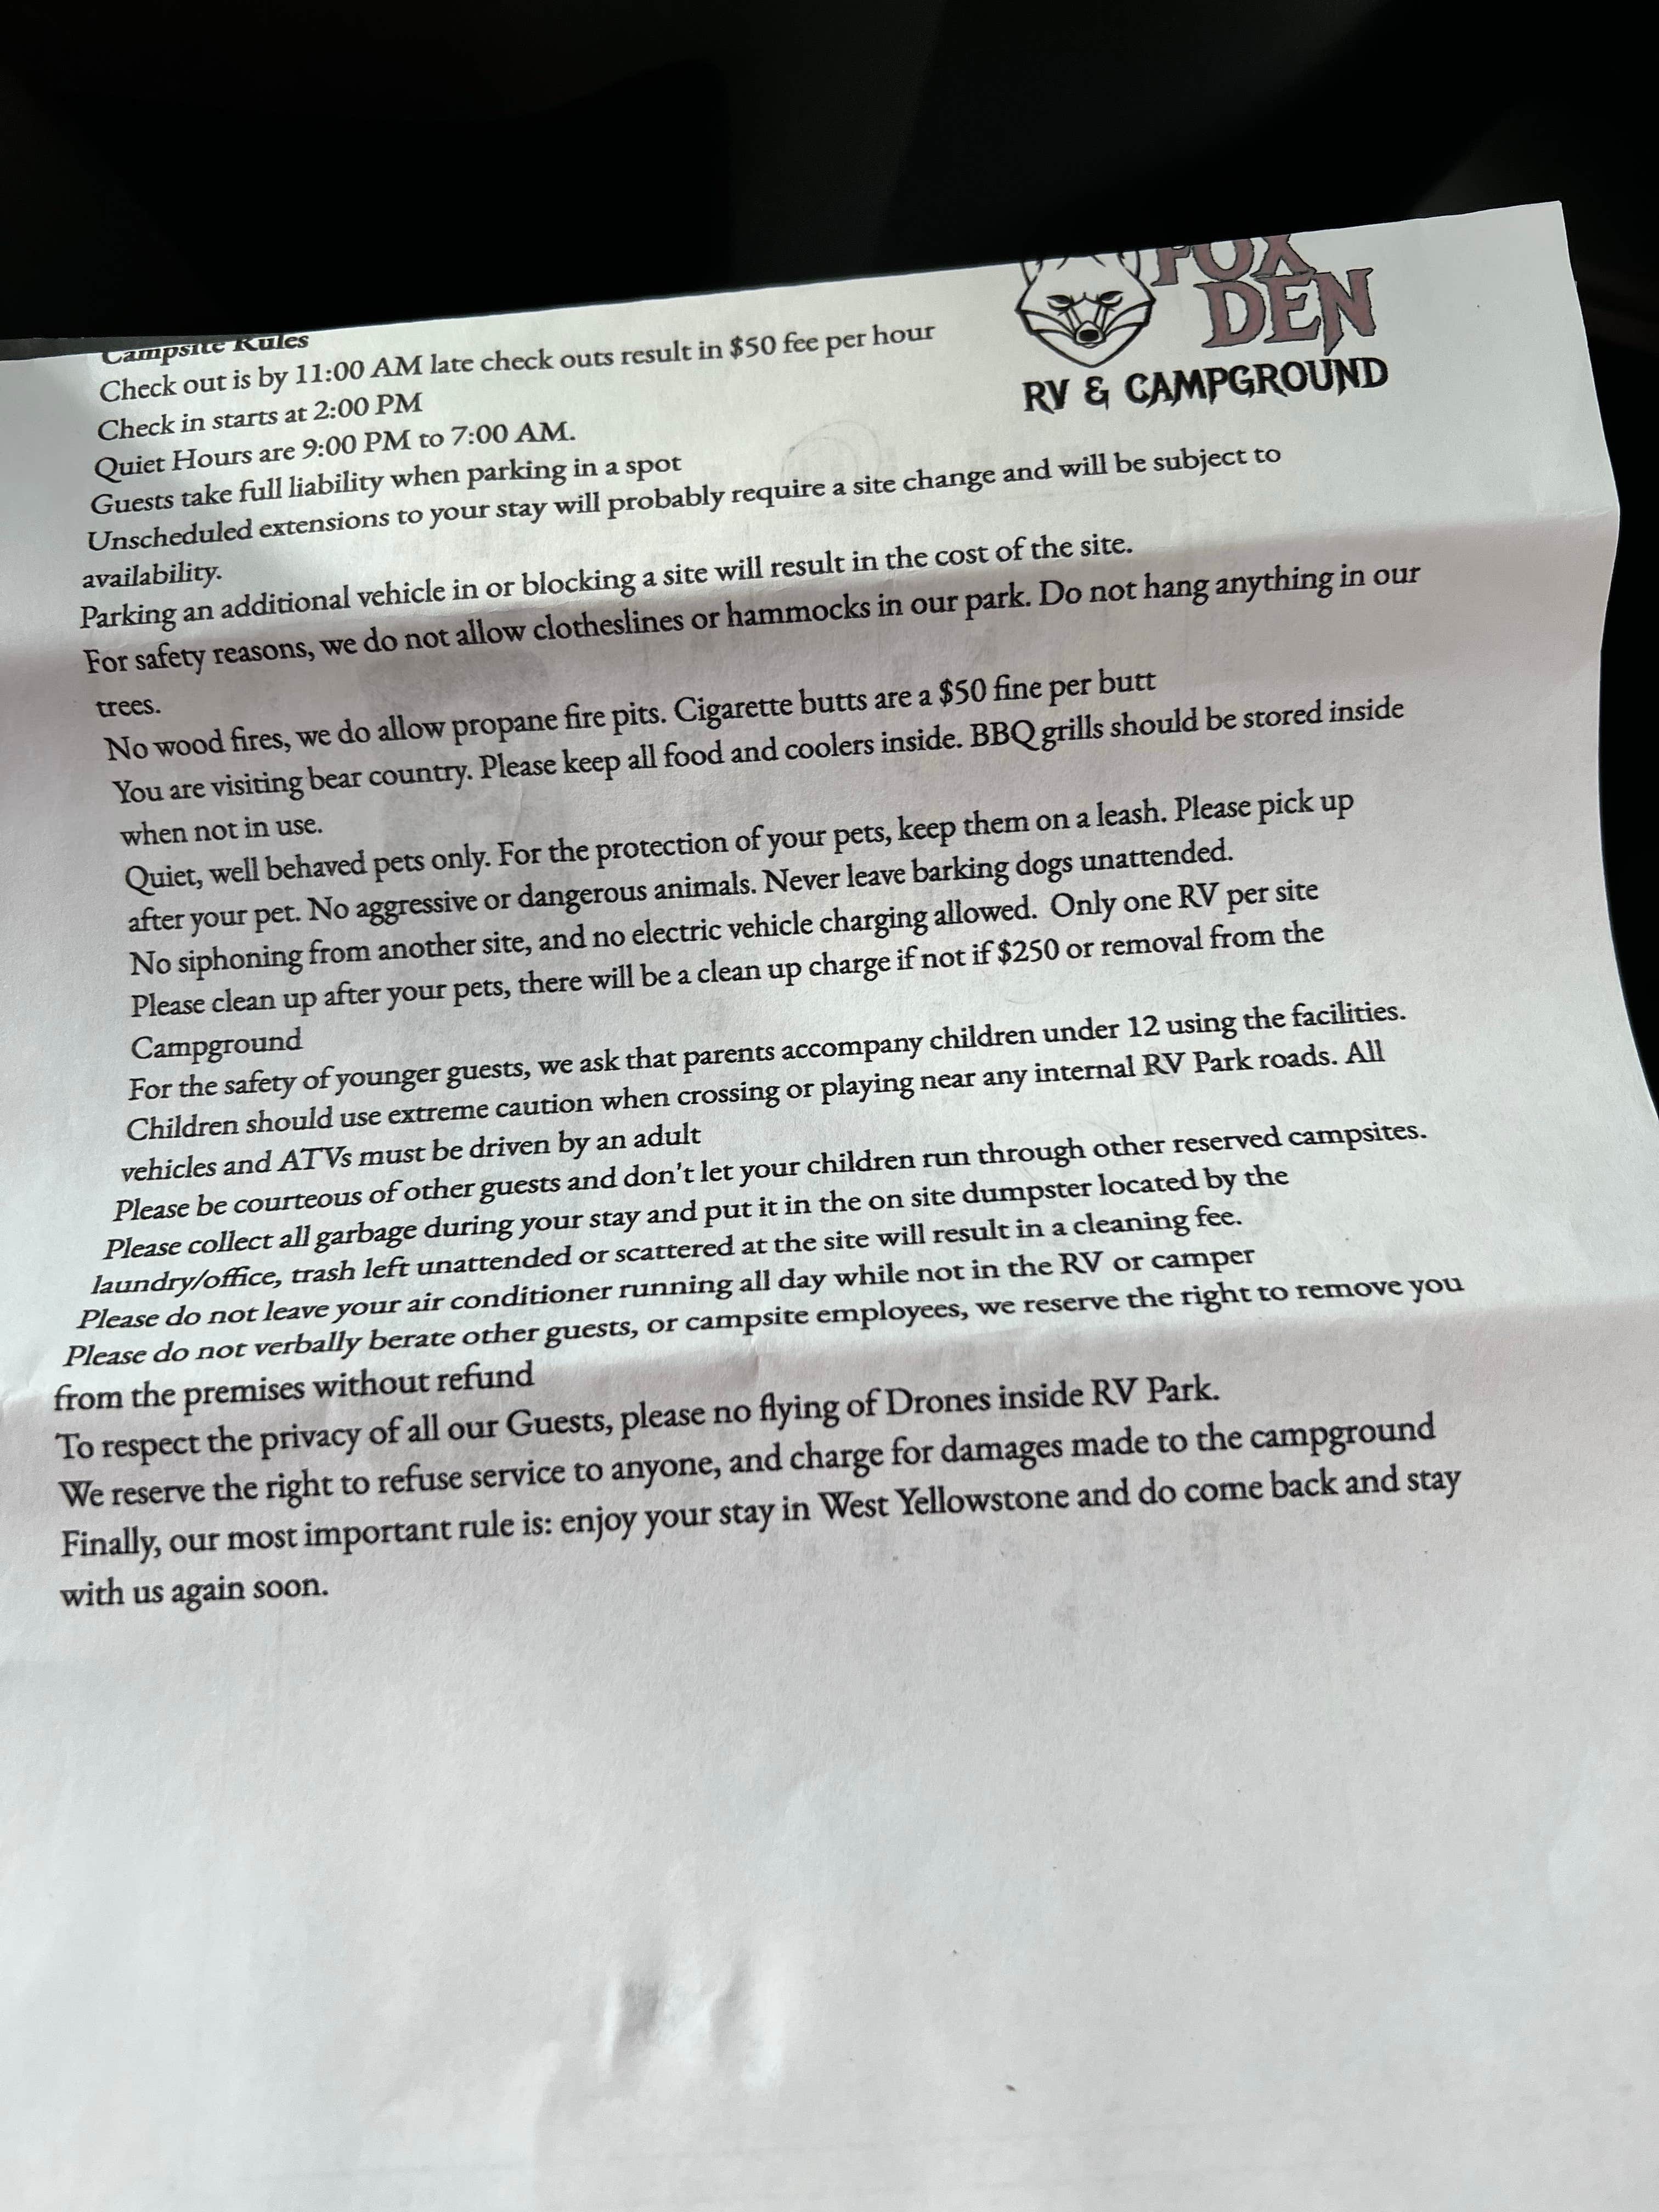 FOX
DEN
RV & CAMPGROUND
Campsite Rules
Check out is by 11:00 AM late check outs result in $50 fee per hour
Check in starts at 2:00 PM
Quiet Hours are 9:00 PM to 7:00 AM.
Guests take full liability when parking in a spot
Unscheduled extensions to your stay will probably require a site change and will be subject to
availability.
Parking an additional vehicle in or blocking a site will result in the cost of the site.
For safety reasons, we do not allow clotheslines or hammocks in our park. Do not hang anything in our
trees.
No wood fires, we do allow propane fire pits. Cigarette butts are a $50 fine per butt
You are visiting bear country. Please keep all food and coolers inside. BBQ grills should be stored inside
when not in use.
Quiet, well behaved pets only. For the protection of your pets, keep them on a leash. Please pick up
after your pet. No aggressive or dangerous animals. Never leave barking dogs unattended.
No siphoning from another site, and no electric vehicle charging allowed. Only one RV per site
Please clean up after your pets, there will be a clean up charge if not if $250 or removal from the
Campground
For the safety of younger guests, we ask that parents accompany children under 12 using the facilities.
Children should use extreme caution when crossing or playing near any internal RV Park roads. All
vehicles and ATVs must be driven by an adult
Please be courteous of other guests and don't let your children run through other reserved campsites.
Please collect all garbage during your stay and put it in the on site dumpster located by the
laundry/office, trash left unattended or scattered at the site will result in a cleaning fee.
Please do not leave your air conditioner running all day while not in the RV or camper
Please do not verbally berate other guests, or campsite employees, we reserve the right to remove you
from the premises without refund
To respect the privacy of all our Guests, please no flying of Drones inside RV Park.
We reserve the right to refuse service to anyone, and charge for damages made to the campground
Finally, our most important rule is: enjoy your stay in West Yellowstone and do come back and stay
with us again soon.